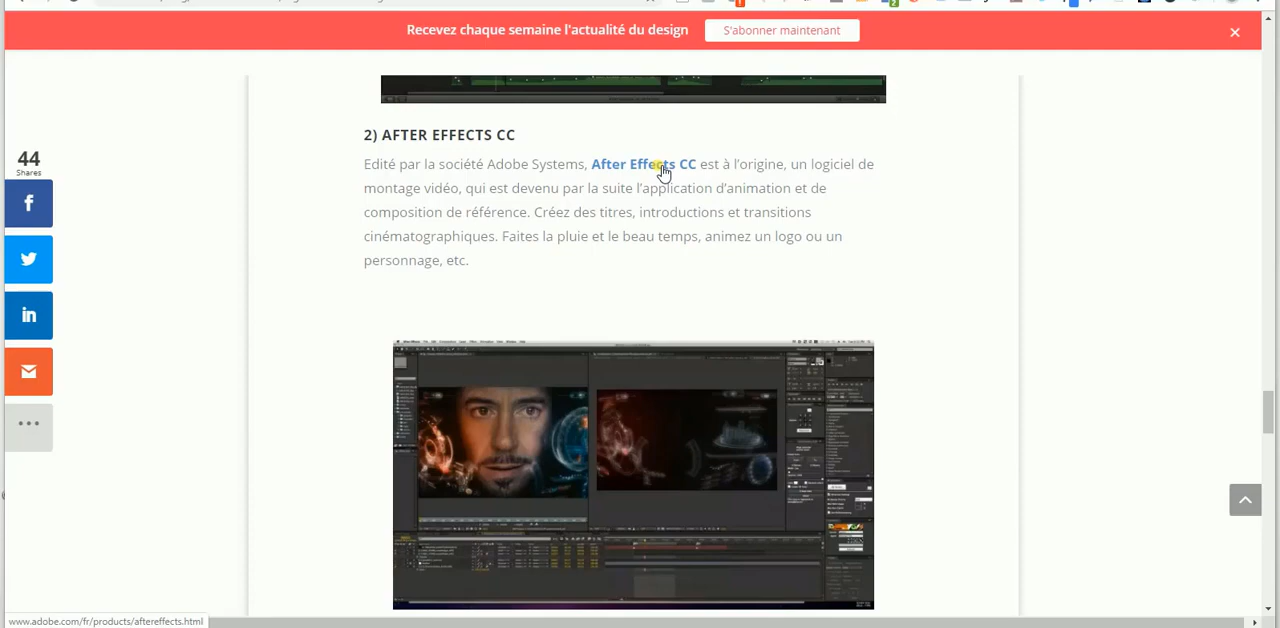 Recevez chaque semaine l'actualité du design
S'abonner maintenant
44
Shares
2) AFTER EFFECTS CC
Edité par la société Adobe Systems, After Effects CC est à l'origine, un logiciel de
montage vidéo, qui est devenu par la suite l'application d'animation et de
composition de référence. Créez des titres, introductions et transitions
cinématographiques. Faites la pluie et le beau temps, animez un logo ou un
personnage, etc.
www.adobe.com/fr/products/aftereffects.html